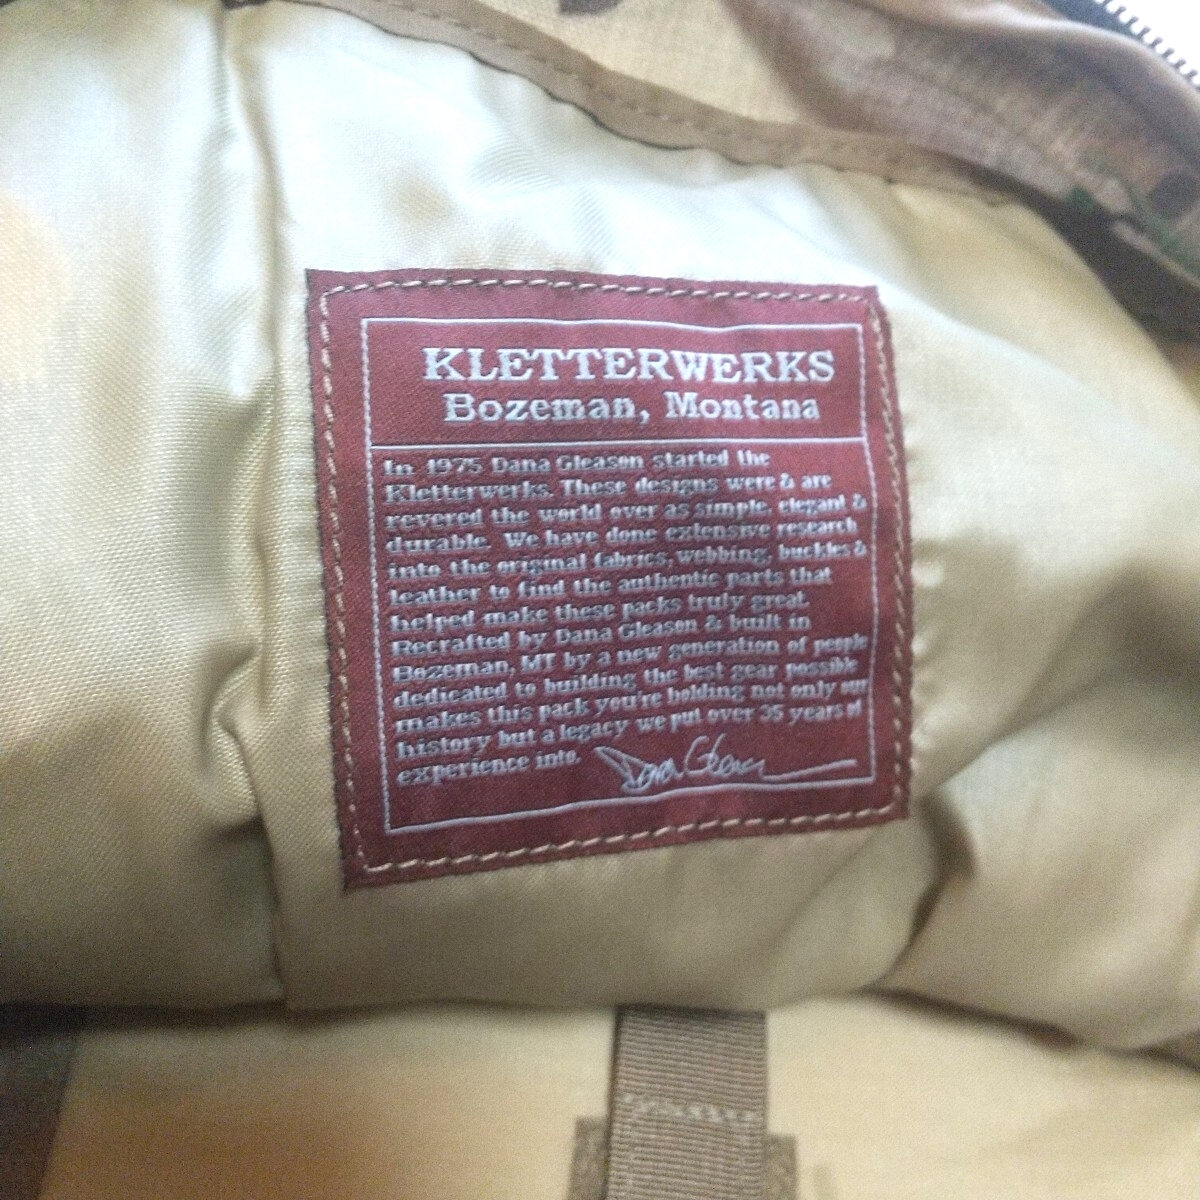 KLETTERWERKS
Bozeman, Montana
In 1975 Dana Gleason started the
Kletterwerks. These designs were & are
revered the world over as simple, elegant &
durable. We have done extensive research
into the original fabrics, webbing, buckles &
leather to find the authentic parts that
helped make these packs truly great.
Recrafted by Dana Gleason & built in
Bozeman, MT by a new generation of people
dedicated to building the best gear possible
makes this pack you're holding not only our
history but a legacy we put over 35 years of
experience into.
Dana Gleason